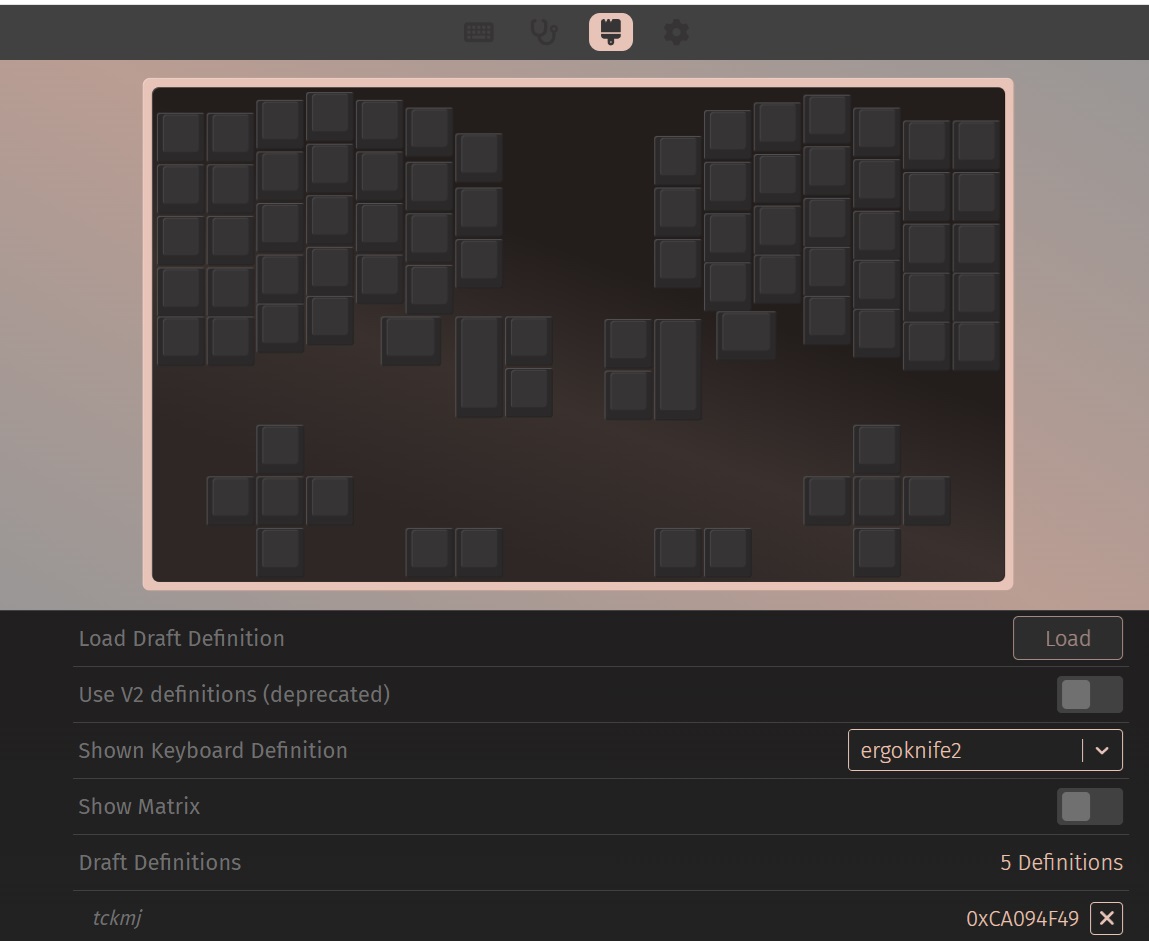 Load Draft Definition
Load
Use V2 definitions (deprecated)
Shown Keyboard Definition
ergoknife2
Show Matrix
Draft Definitions
5 Definitions
tckmj
0xCA094F49